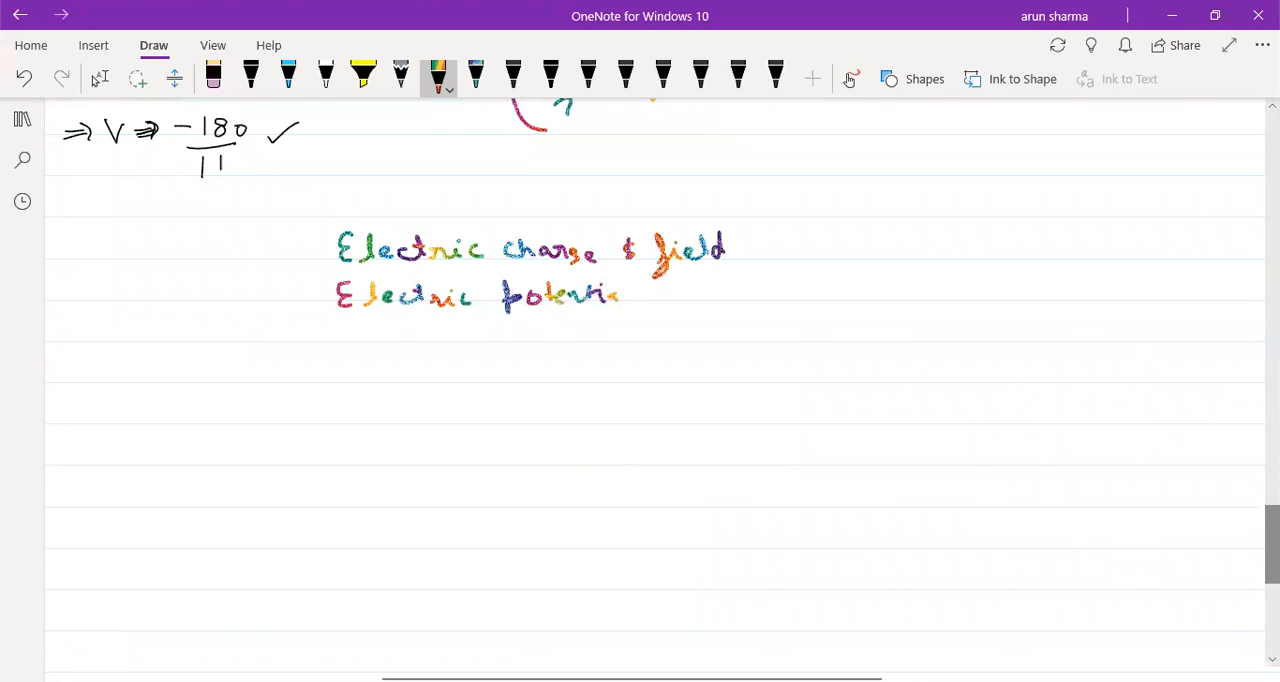 OneNote for Windows 10
arun sharma
Home Insert Draw View Help
Share
Shapes Ink to Shape Ink to Text
⇒ V ⇒ -180 ✓
11
Electric charge & field
Electric potentia